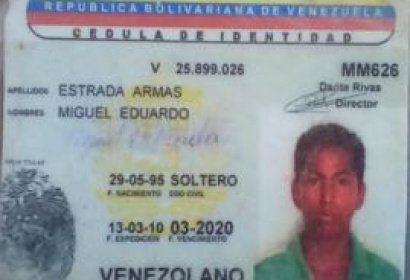 REPUBLICA BOLIVARIANA DE VENEZUELA
CEDULA DE IDENTIDAD
V 25.899.026 MM626
APELLIDOS ESTRADA ARMAS Dante Rivas
NOMBRES MIGUEL EDUARDO Director
29-05-95 SOLTERO
F. NACIMIENTO EDO CIVIL
13-03-10 03-2020
F. EXPEDICION F. VENCIMIENTO
VENEZOLANO